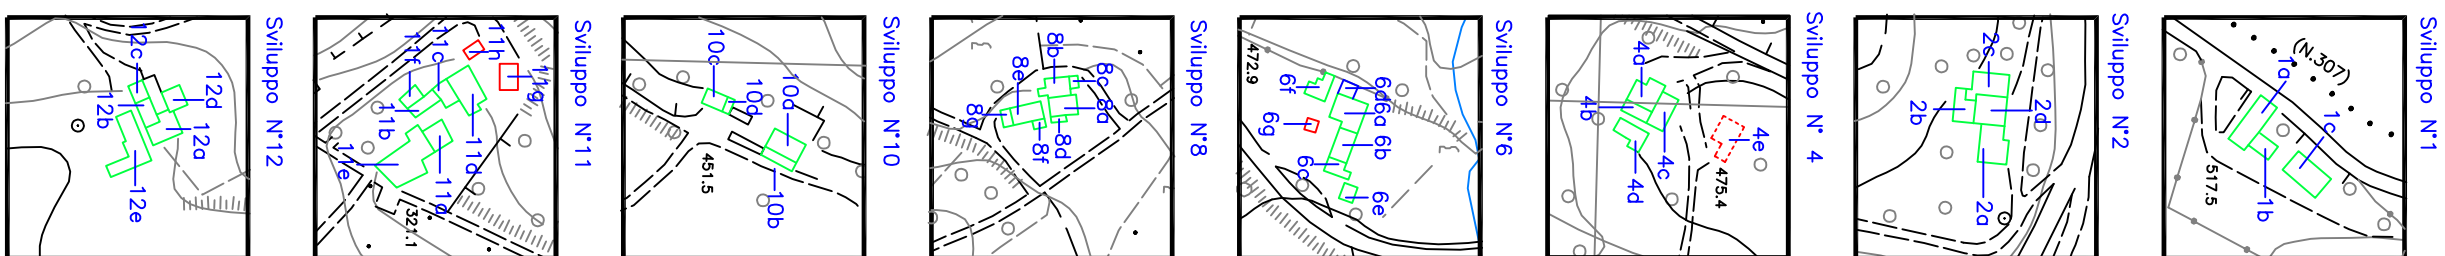 Sviluppo N°1
(N.307)
1a
1c
1b
517.5
Sviluppo N°2
2c
2d
2b
2a
Sviluppo N° 4
4a
4e
4b
4c
4d
475.4
Sviluppo N°6
472.9
6d
6a
6f
6b
6g
6c
6e
Sviluppo N°8
8b
8c
8e
8a
8g
8d
8f
Sviluppo N°10
10c
10d
10a
451.5
10b
Sviluppo N°11
11h
11g
11c
11f
11b
11d
11e
11d
321.1
Sviluppo N°12
12c
12d
12b
12a
12e